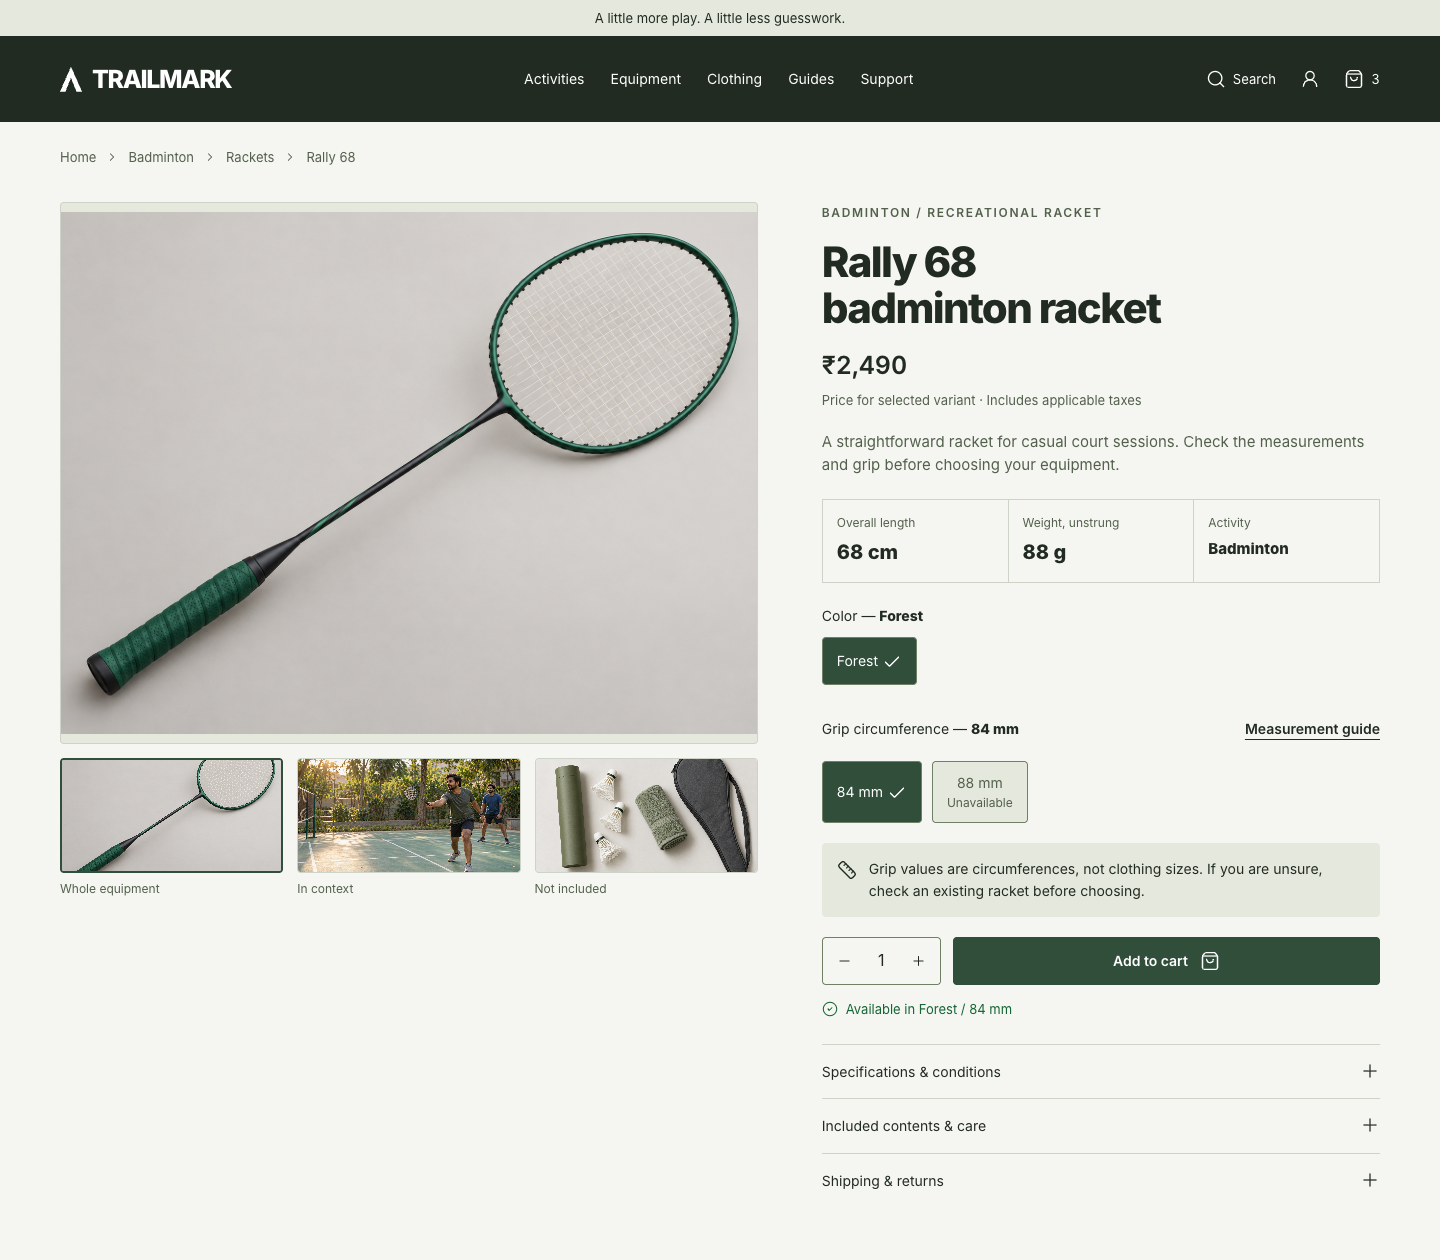 A little more play. A little less guesswork.
TRAILMARK
Activities Equipment Clothing Guides Support
Search 3
Home Badminton Rackets Rally 68
BADMINTON / RECREATIONAL RACKET
Rally 68
badminton racket
₹2,490
Price for selected variant · Includes applicable taxes
A straightforward racket for casual court sessions. Check the measurements
and grip before choosing your equipment.
Overall length
68 cm
Weight, unstrung
88 g
Activity
Badminton
Color — Forest
Forest
Grip circumference — 84 mm
Measurement guide
84 mm
88 mm
Unavailable
Grip values are circumferences, not clothing sizes. If you are unsure,
check an existing racket before choosing.
1
Add to cart
Available in Forest / 84 mm
Specifications & conditions
Included contents & care
Shipping & returns
Whole equipment
In context
Not included